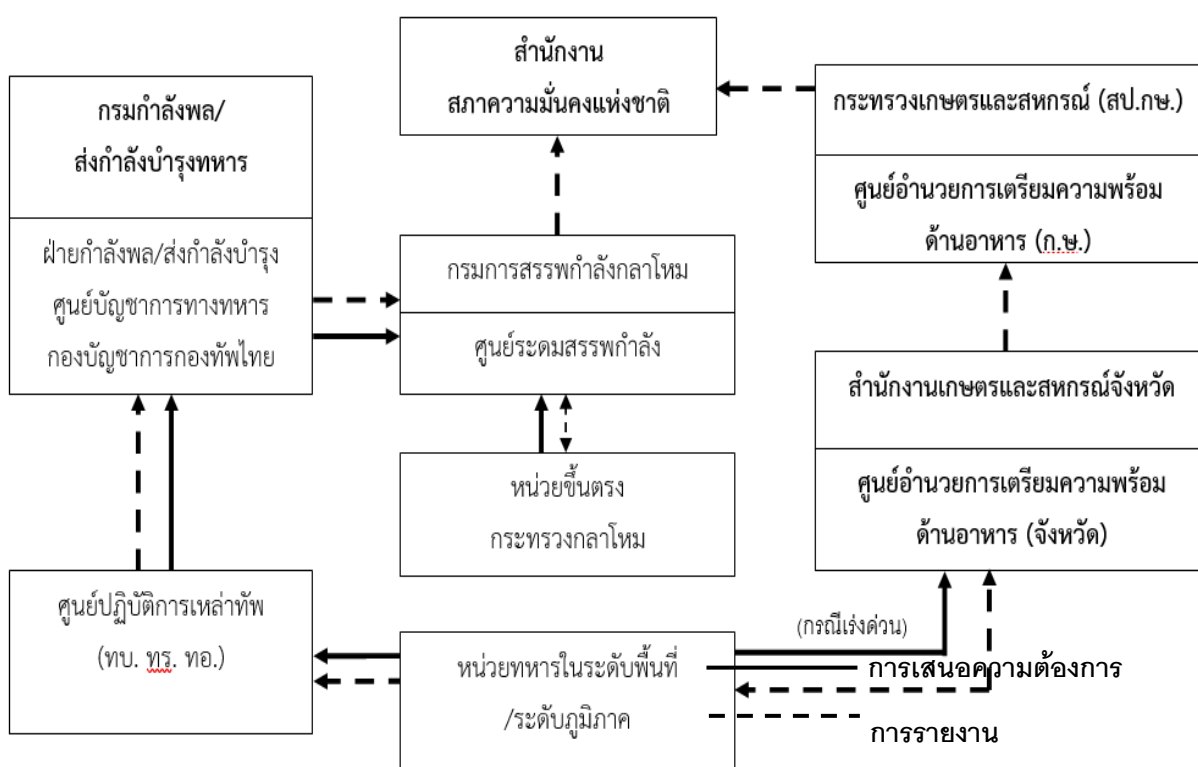 สำนักงาน
สภาความมั่นคงแห่งชาติ
กรมกำลังพล/
ส่งกำลังบำรุงทหาร
ฝ่ายกำลังพล/ส่งกำลังบำรุง
ศูนย์บัญชาการทางทหาร
กองบัญชาการกองทัพไทย
กระทรวงเกษตรและสหกรณ์ (สป.กษ.)
ศูนย์อำนวยการเตรียมความพร้อม
ด้านอาหาร (ก.ษ.)
กรมการสรรพกำลังกลาโหม
ศูนย์ระดมสรรพกำลัง
สำนักงานเกษตรและสหกรณ์จังหวัด
ศูนย์อำนวยการเตรียมความพร้อม
ด้านอาหาร (จังหวัด)
หน่วยขึ้นตรง
กระทรวงกลาโหม
ศูนย์ปฏิบัติการเหล่าทัพ
(ทบ. ทร. ทอ.)
หน่วยทหารในระดับพื้นที่
/ระดับภูมิภาค
(กรณีเร่งด่วน)
การเสนอความต้องการ
การรายงาน